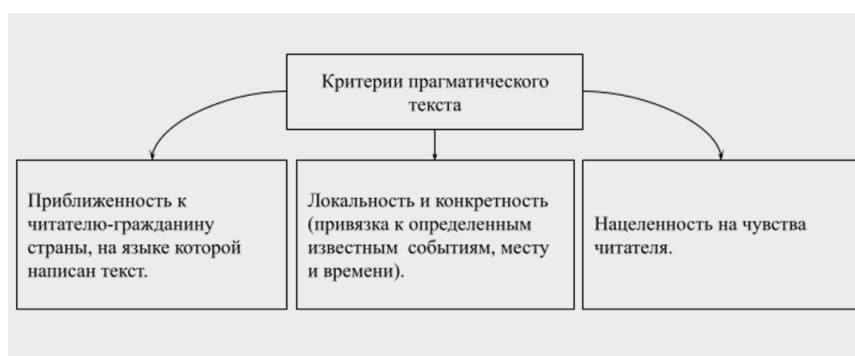 Критерии прагматического
текста
Приближенность к
читателю-гражданину
страны, на языке которой
написан текст.
Локальность и конкретность
(привязка к определенным
известным событиям, месту
и времени).
Нацеленность на чувства
читателя.